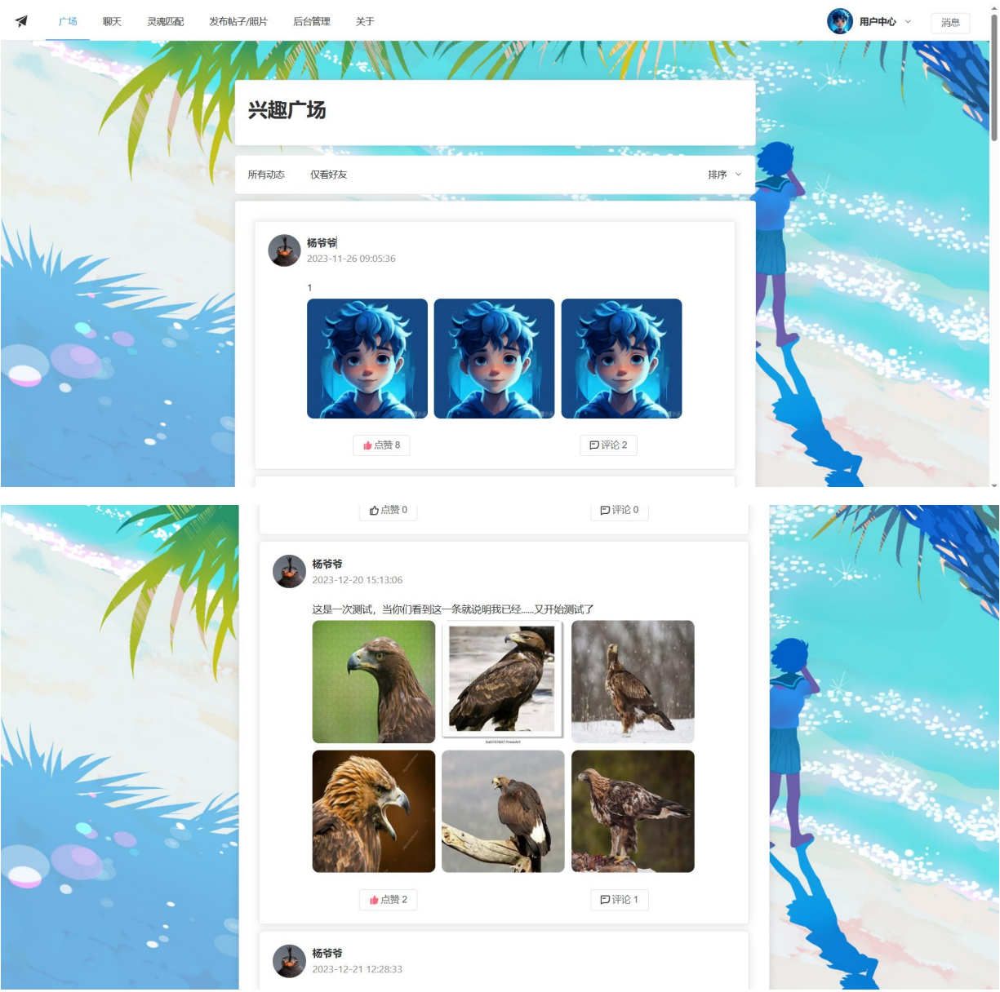 广场 聊天 灵魂匹配 发布帖子/照片 后台管理 关于 用户中心 消息
兴趣广场
所有动态 仅看好友 排序
杨爷爷
2023-11-26 09:05:36
1
点赞 8 评论 2
点赞 0 评论 0
杨爷爷
2023-12-20 15:13:06
这是一次测试，当你们看到这一条就说明我已经......又开始测试了
点赞 2 评论 1
杨爷爷
2023-12-21 12:28:33